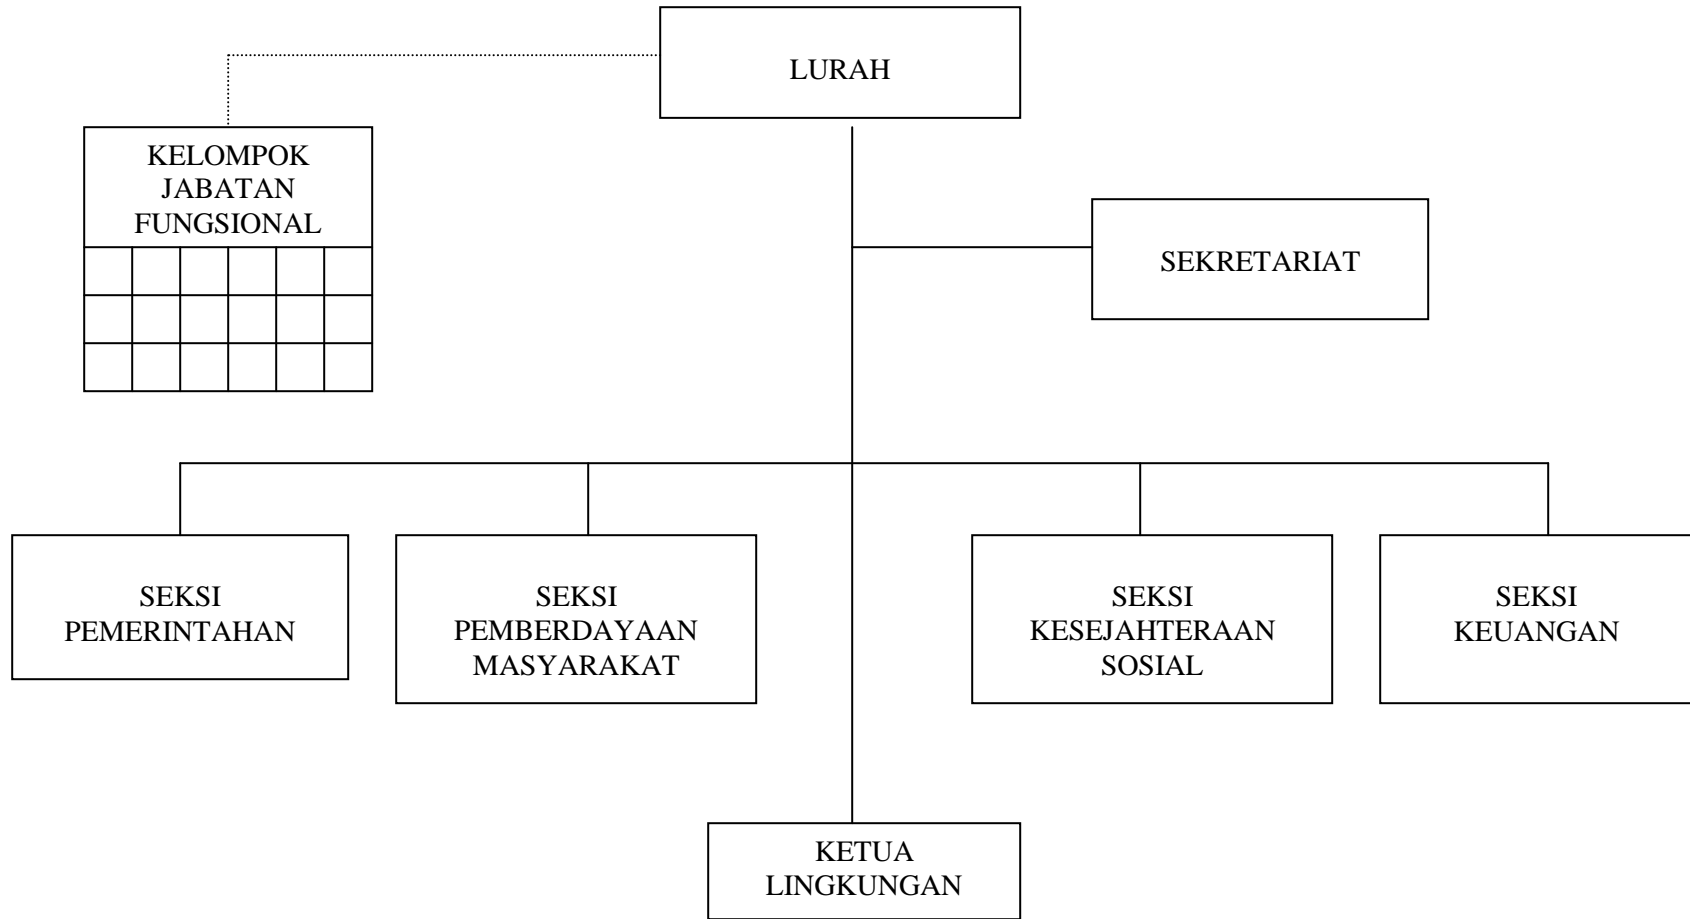 LURAH
KELOMPOK
JABATAN
FUNGSIONAL
SEKRETARIAT
SEKSI
PEMERINTAHAN
SEKSI
PEMBERDAYAAN
MASYARAKAT
SEKSI
KESEJAHTERAAN
SOSIAL
SEKSI
KEUANGAN
KETUA
LINGKUNGAN